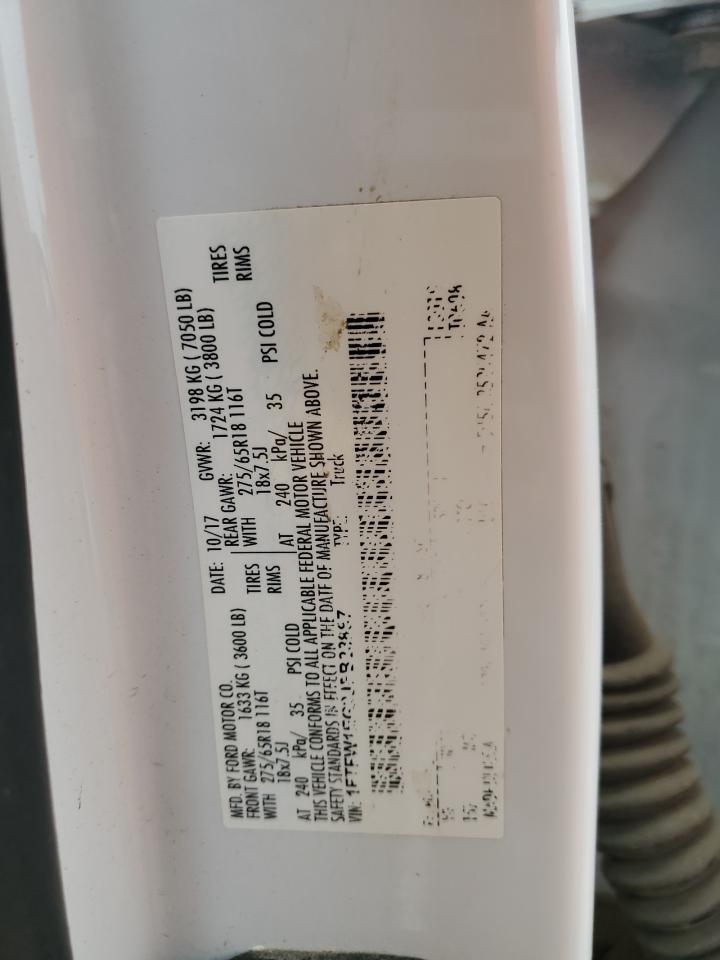 MFD. BY FORD MOTOR CO. DATE: 10/17 GVWR: 3198 KG ( 7050 LB)
FRONT GAWR: 1633 KG ( 3600 LB) REAR GAWR: 1724 KG ( 3800 LB)
WITH 275/65R18 116T TIRES WITH 275/65R18 116T TIRES
18x7.5J RIMS 18x7.5J RIMS
AT 240 kPa/ 35 PSI COLD AT 240 kPa/ 35 PSI COLD
THIS VEHICLE CONFORMS TO ALL APPLICABLE FEDERAL MOTOR VEHICLE
SAFETY STANDARDS IN EFFECT ON THE DATE OF MANUFACTURE SHOWN ABOVE.
VIN: TYPE: Truck